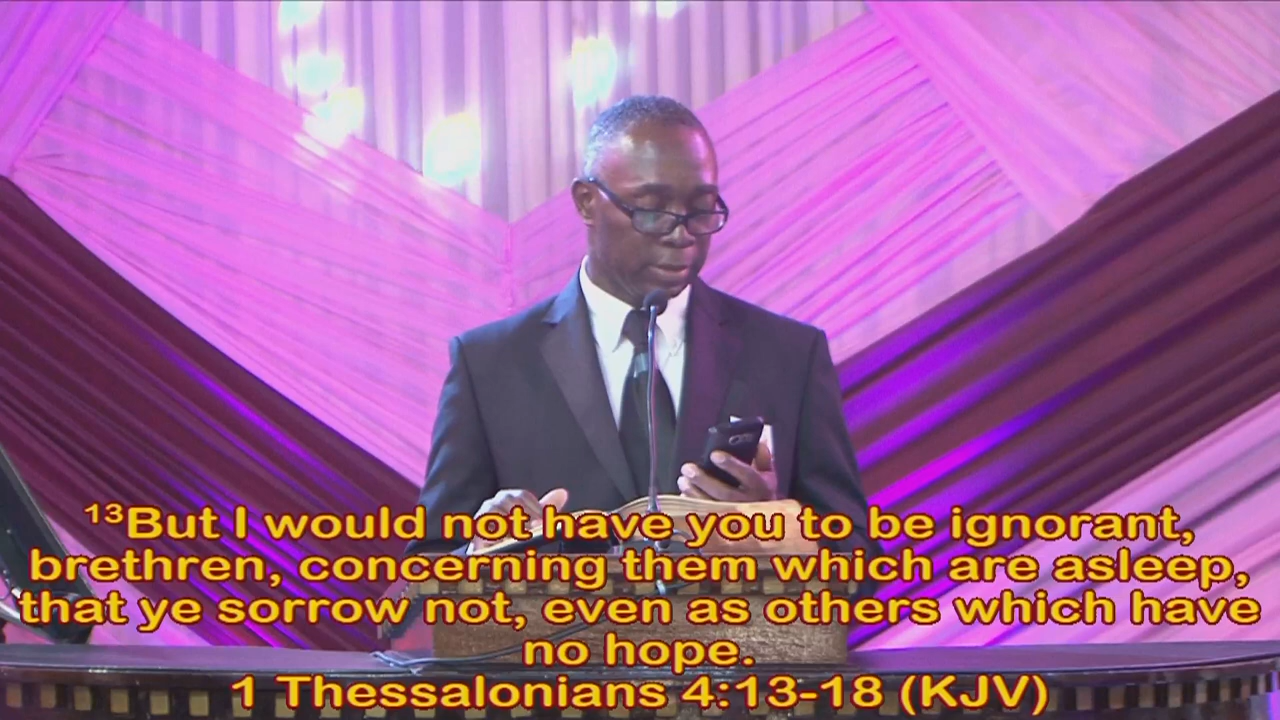 ¹³But I would not have you to be ignorant,
brethren, concerning them which are asleep,
that ye sorrow not, even as others which have
no hope.
1 Thessalonians 4:13-18 (KJV)